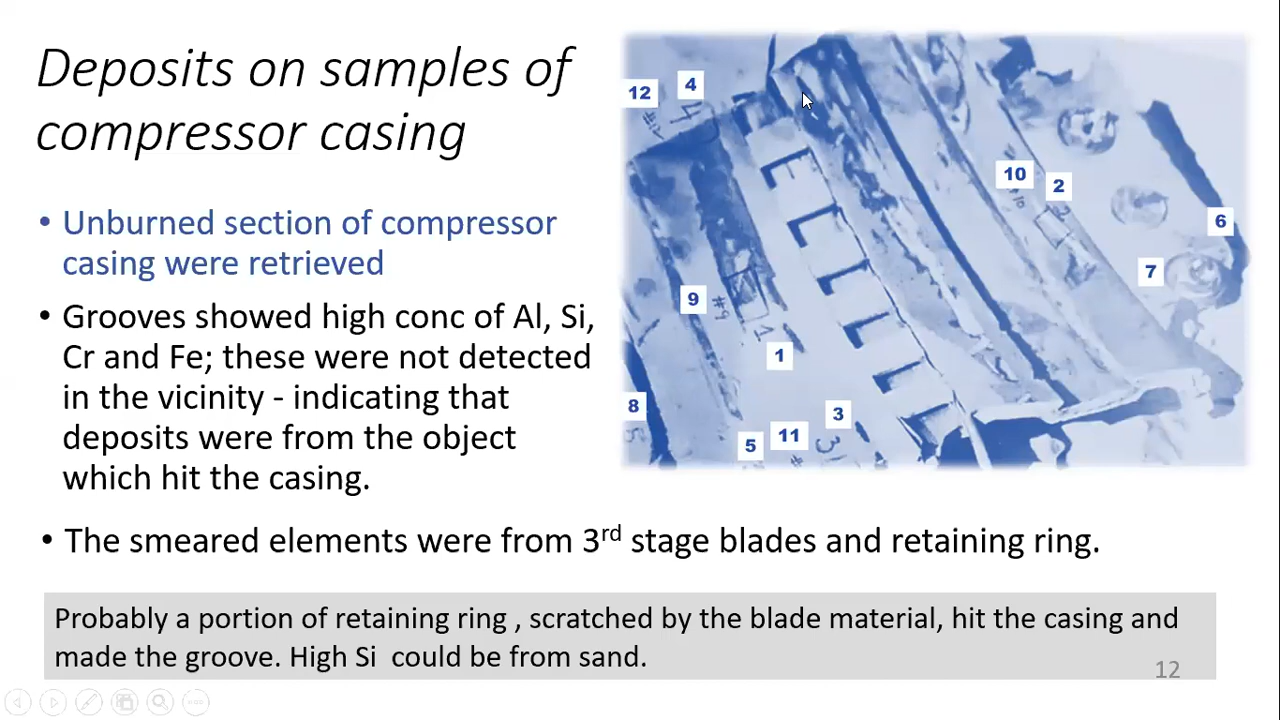 Deposits on samples of
compressor casing
• Unburned section of compressor
casing were retrieved
• Grooves showed high conc of Al, Si,
Cr and Fe; these were not detected
in the vicinity - indicating that
deposits were from the object
which hit the casing.
• The smeared elements were from 3rd stage blades and retaining ring.
Probably a portion of retaining ring , scratched by the blade material, hit the casing and
made the groove. High Si  could be from sand.
12
12
4
4
10
2
6
7
9
#9
1
1
8
3
11
5
3